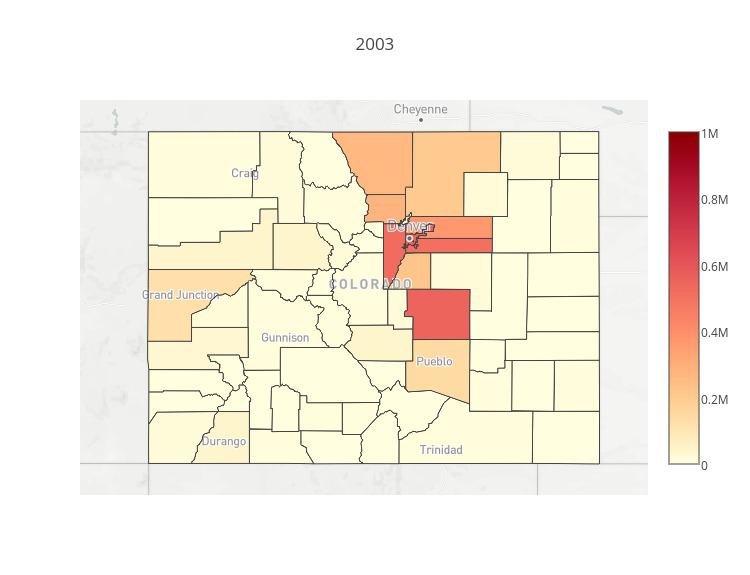 2003
Cheyenne
1M
Craig
0.8M
Denver
0.6M
COLORADO
Grand Junction
0.4M
Gunnison
Pueblo
0.2M
Durango
Trinidad
0